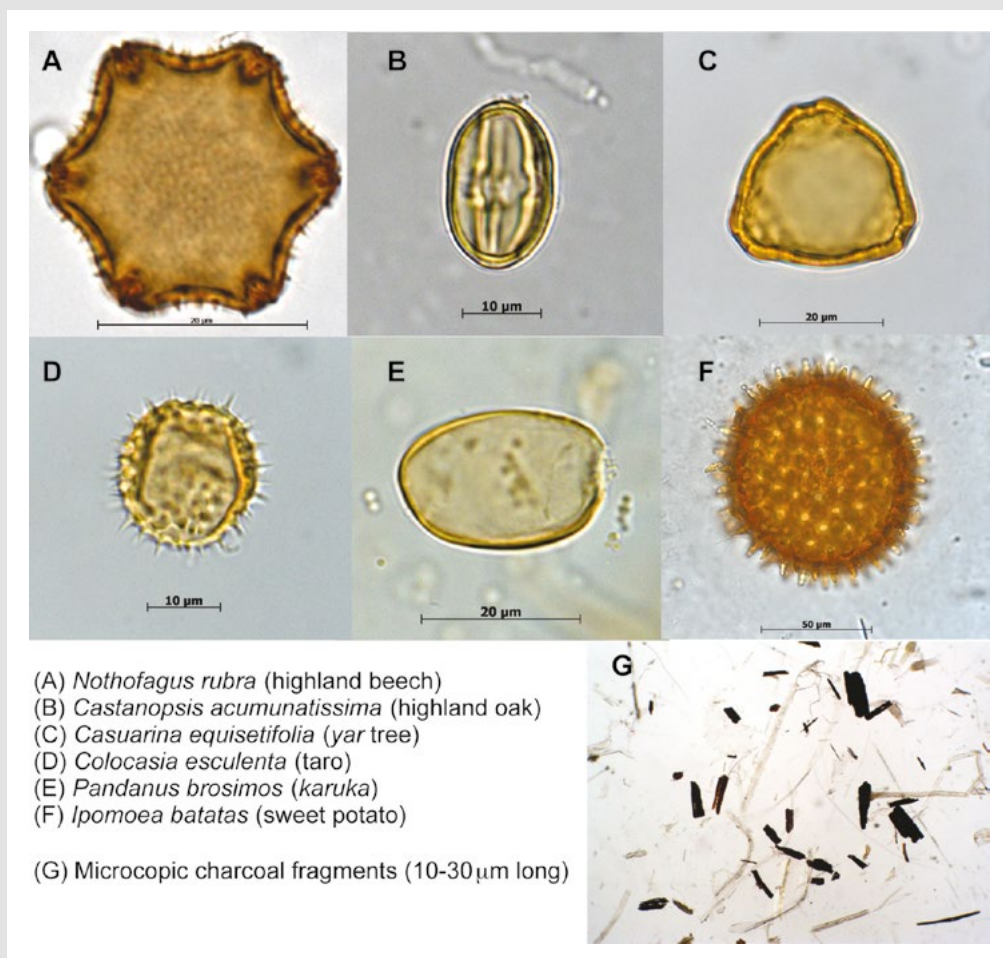 A
B
C
20 µm
10 µm
20 µm
D
E
F
10 µm
20 µm
50 µm
(A) Nothofagus rubra (highland beech)
(B) Castanopsis acumunatissima (highland oak)
(C) Casuarina equisetifolia (yar tree)
(D) Colocasia esculenta (taro)
(E) Pandanus brosimos (karuka)
(F) Ipomoea batatas (sweet potato)
(G) Microcopic charcoal fragments (10-30µm long)
G